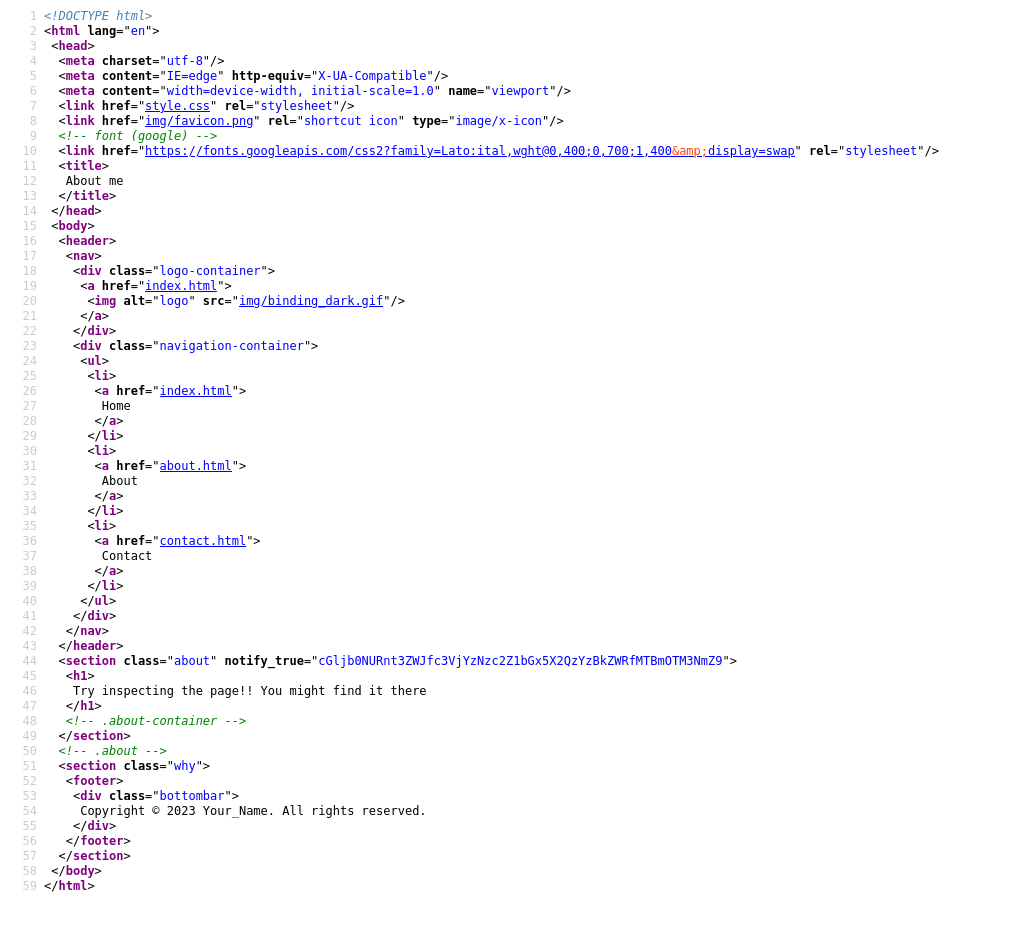 1 <!DOCTYPE html>
2 <html lang="en">
3 <head>
4 <meta charset="utf-8"/>
5 <meta content="IE=edge" http-equiv="X-UA-Compatible"/>
6 <meta content="width=device-width, initial-scale=1.0" name="viewport"/>
7 <link href="style.css" rel="stylesheet"/>
8 <link href="img/favicon.png" rel="shortcut icon" type="image/x-icon"/>
9 <!-- font (google) -->
10 <link href="https://fonts.googleapis.com/css2?family=Lato:ital,wght@0,400;0,700;1,400&amp;display=swap" rel="stylesheet"/>
11 <title>
12 About me
13 </title>
14 </head>
15 <body>
16 <header>
17 <nav>
18 <div class="logo-container">
19 <a href="index.html">
20 <img alt="logo" src="img/binding_dark.gif"/>
21 </a>
22 </div>
23 <div class="navigation-container">
24 <ul>
25 <li>
26 <a href="index.html">
27 Home
28 </a>
29 </li>
30 <li>
31 <a href="about.html">
32 About
33 </a>
34 </li>
35 <li>
36 <a href="contact.html">
37 Contact
38 </a>
39 </li>
40 </ul>
41 </div>
42 </nav>
43 </header>
44 <section class="about" notify_true="cGljb0NURnt3ZWJfc3VjYzNzc2Z1bGx5X2QzYzBkZWRfMTBmOTM3NmZ9">
45 <h1>
46 Try inspecting the page!! You might find it there
47 </h1>
48 <!-- .about-container -->
49 </section>
50 <!-- .about -->
51 <section class="why">
52 <footer>
53 <div class="bottombar">
54 Copyright © 2023 Your_Name. All rights reserved.
55 </div>
56 </footer>
57 </section>
58 </body>
59 </html>